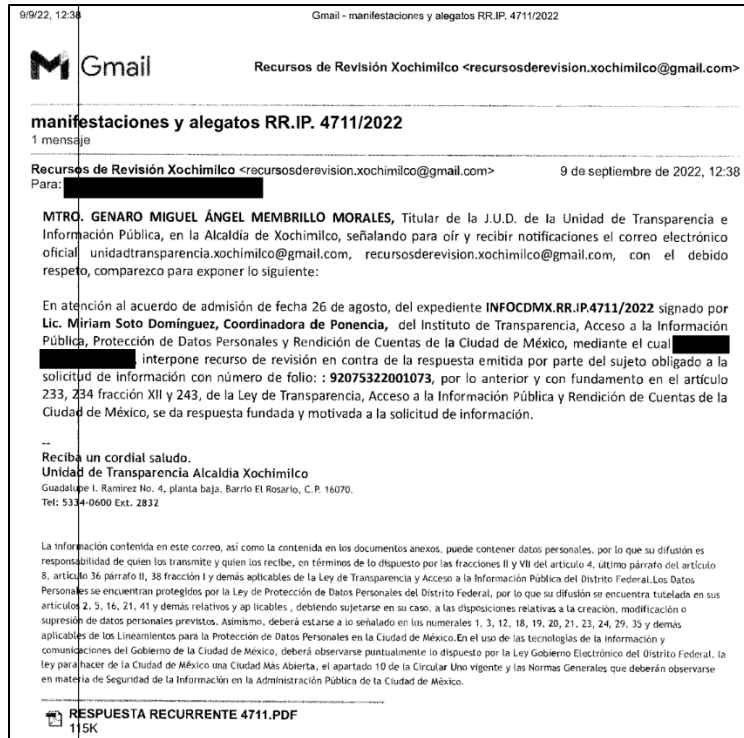 9/9/22, 12:38 Gmail - manifestaciones y alegatos RR.IP. 4711/2022
Gmail Recursos de Revisión Xochimilco <recursosderevision.xochimilco@gmail.com>
manifestaciones y alegatos RR.IP. 4711/2022
1 mensaje
Recursos de Revisión Xochimilco <recursosderevision.xochimilco@gmail.com> 9 de septiembre de 2022, 12:38
Para:
MTRO. GENARO MIGUEL ÁNGEL MEMBRILLO MORALES, Titular de la J.U.D. de la Unidad de Transparencia e
Información Pública, en la Alcaldía de Xochimilco, señalando para oír y recibir notificaciones el correo electrónico
oficial unidadtransparencia.xochimilco@gmail.com, recursosderevision.xochimilco@gmail.com, con el debido
respeto, comparezco para exponer lo siguiente:
En atención al acuerdo de admisión de fecha 26 de agosto, del expediente INFOCDMX.RR.IP.4711/2022 signado por
Lic. Miriam Soto Domínguez, Coordinadora de Ponencia, del Instituto de Transparencia, Acceso a la Información
Pública, Protección de Datos Personales y Rendición de Cuentas de la Ciudad de México, mediante el cual
, interpone recurso de revisión en contra de la respuesta emitida por parte del sujeto obligado a la
solicitud de información con número de folio: : 92075322001073, por lo anterior y con fundamento en el artículo
233, 234 fracción XII y 243, de la Ley de Transparencia, Acceso a la Información Pública y Rendición de Cuentas de la
Ciudad de México, se da respuesta fundada y motivada a la solicitud de información.
--
Reciba un cordial saludo.
Unidad de Transparencia Alcaldia Xochimilco
Guadalupe I. Ramirez No. 4, planta baja, Barrio El Rosario, C.P. 16070.
Tel: 5334-0600 Ext. 2832
La información contenida en este correo, así como la contenida en los documentos anexos, puede contener datos personales, por lo que su difusión es
responsabilidad de quien los transmite y quien los recibe, en términos de lo dispuesto por las fracciones II y VII del artículo 4, último párrafo del artículo
8, artículo 36 párrafo II, 38 fracción I y demás aplicables de la Ley de Transparencia y Acceso a la Información Pública del Distrito Federal.Los Datos
Personales se encuentran protegidos por la Ley de Protección de Datos Personales del Distrito Federal, por lo que su difusión se encuentra tutelada en sus
artículos 2, 5, 16, 21, 41 y demás relativos y ap licables , debiendo sujetarse en su caso, a las disposiciones relativas a la creación, modificación o
supresión de datos personales previstos. Asimismo, deberá estarse a lo señalado en los numerales 1, 3, 12, 18, 19, 20, 21, 23, 24, 29, 35 y demás
aplicables de los Lineamientos para la Protección de Datos Personales en la Ciudad de México.En el uso de las tecnologías de la información y
comunicaciones del Gobierno de la Ciudad de México, deberá observarse puntualmente lo dispuesto por la Ley Gobierno Electrónico del Distrito Federal, la
ley para hacer de la Ciudad de México una Ciudad Más Abierta, el apartado 10 de la Circular Uno vigente y las Normas Generales que deberán observarse
en materia de Seguridad de la Información en la Administración Pública de la Ciudad de México.
RESPUESTA RECURRENTE 4711.PDF
115K